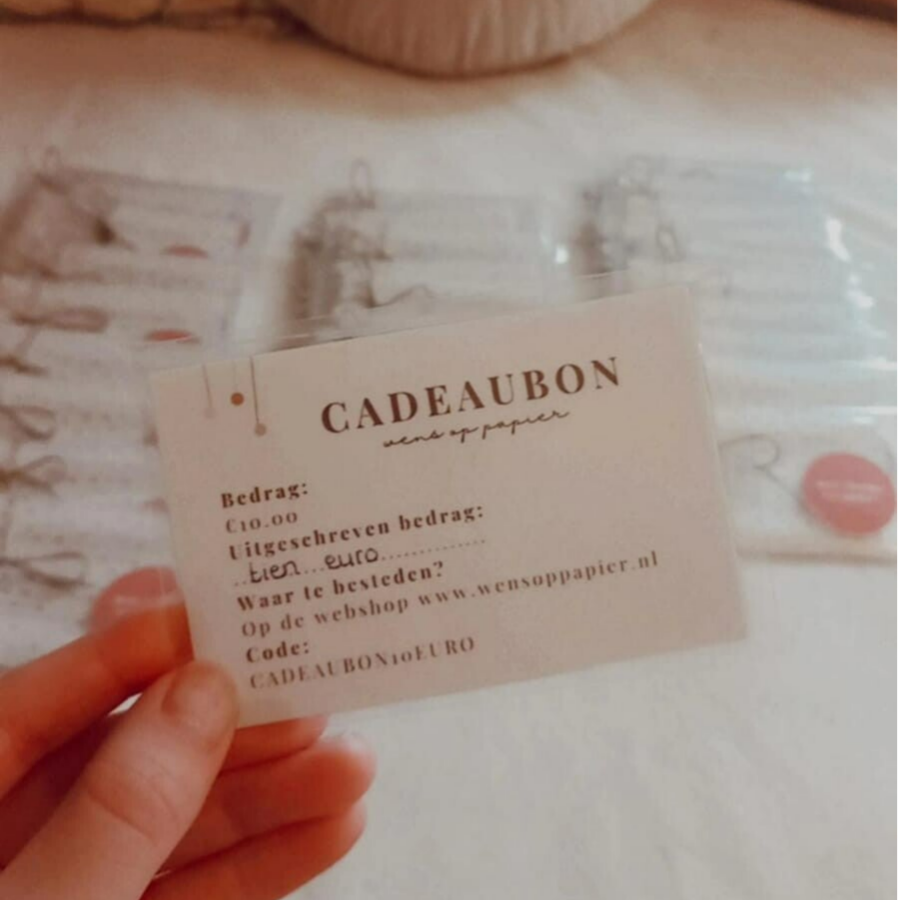 CADEAUBON
wens op papier
Bedrag:
€10.00
Uitgeschreven bedrag:
..tien...euro...............
Waar te besteden?
Op de webshop www.wensoppapier.nl
Code:
CADEAUBON10EURO